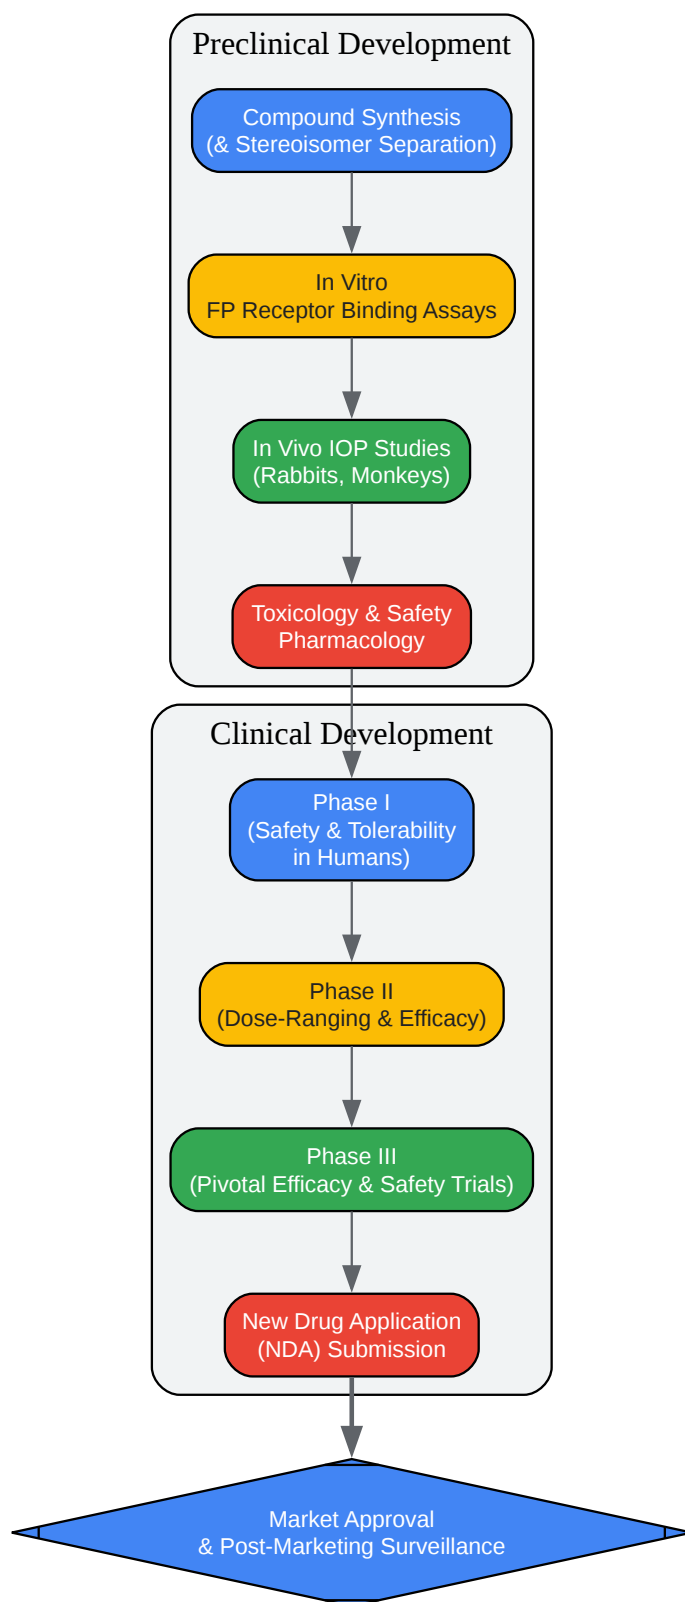 Preclinical Development
Compound Synthesis
(& Stereoisomer Separation)
In Vitro
FP Receptor Binding Assays
In Vivo IOP Studies
(Rabbits, Monkeys)
Toxicology & Safety
Pharmacology
Clinical Development
Phase I
(Safety & Tolerability
in Humans)
Phase II
(Dose-Ranging & Efficacy)
Phase III
(Pivotal Efficacy & Safety Trials)
New Drug Application
(NDA) Submission
Market Approval
& Post-Marketing Surveillance